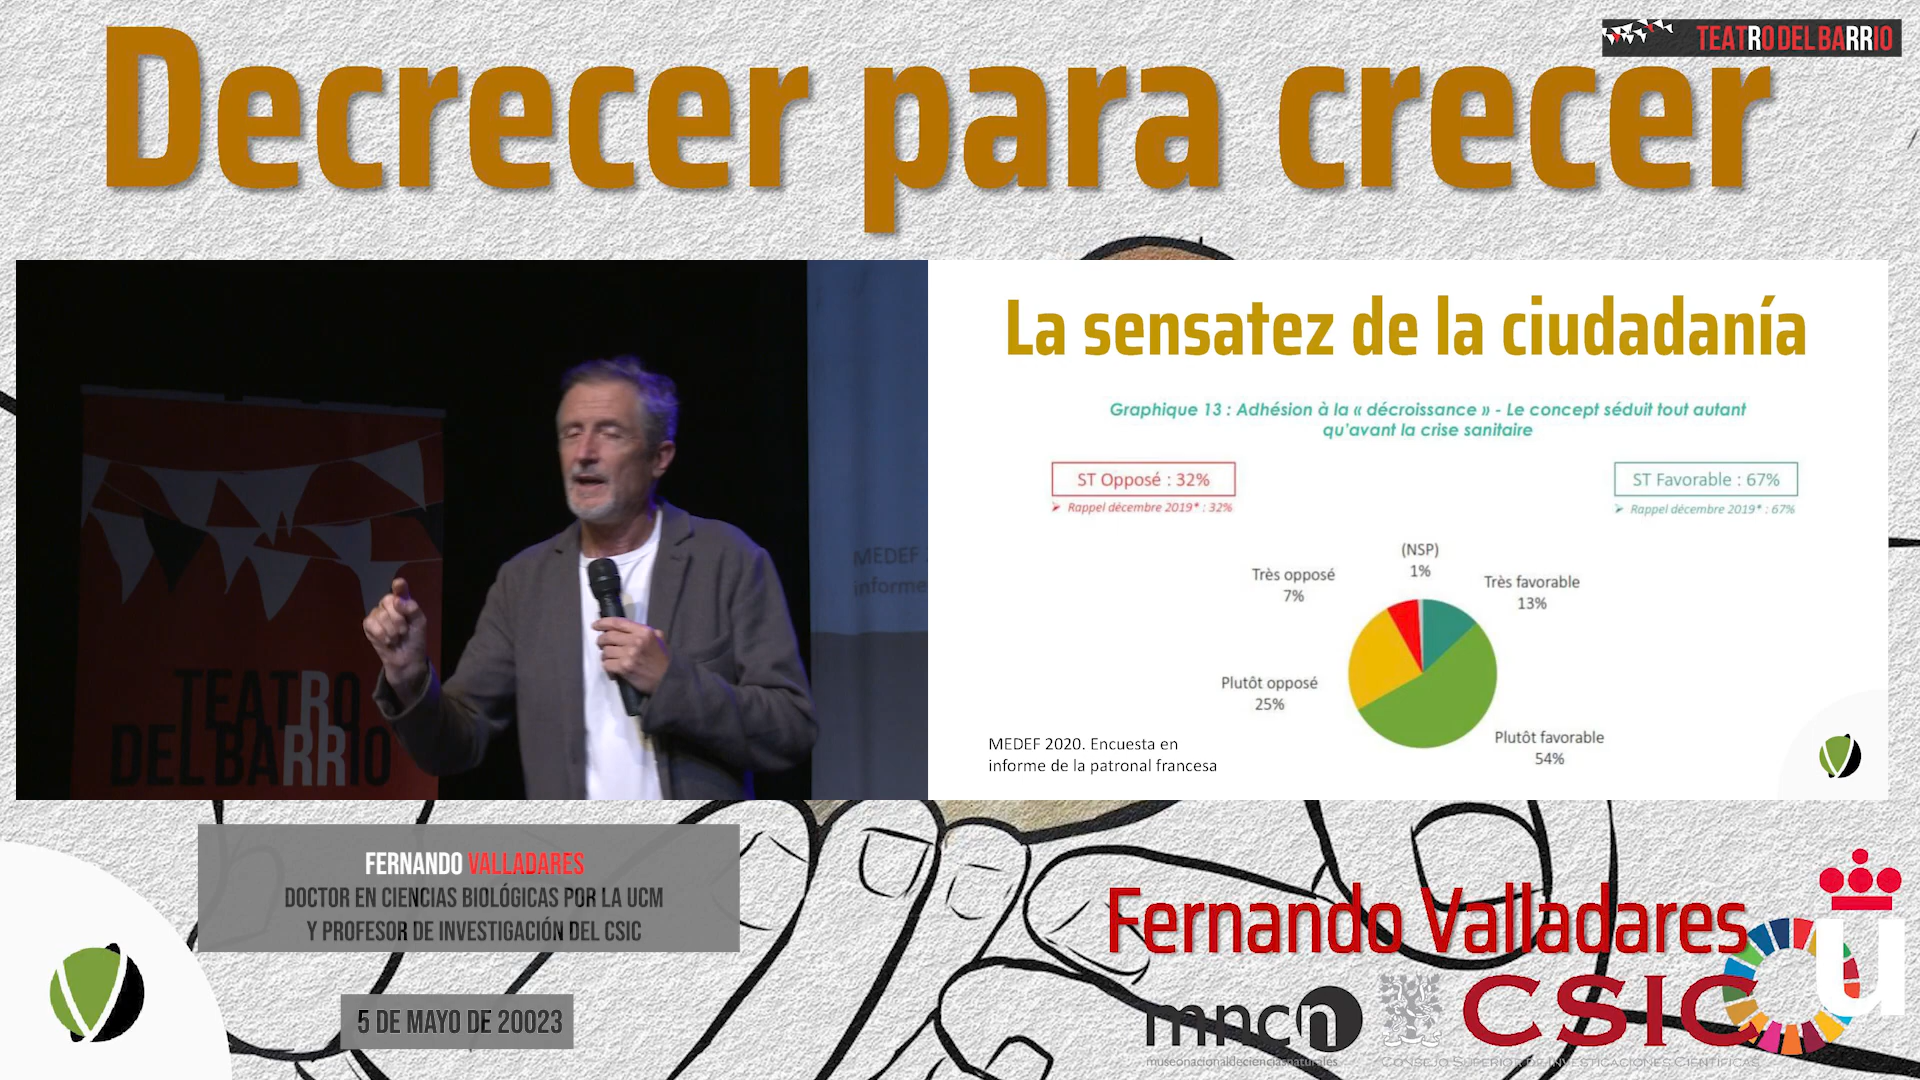 TEATRO DEL BARRIO
Decrecer para crecer
TEATRO
DEL BARRIO
MEDEF
informe
La sensatez de la ciudadanía
Graphique 13 : Adhésion à la « décroissance » - Le concept séduit tout autant
qu'avant la crise sanitaire
ST Opposé : 32%
Rappel décembre 2019* : 32%
ST Favorable : 67%
Rappel décembre 2019* : 67%
(NSP)
1%
Très opposé
7%
Très favorable
13%
Plutôt opposé
25%
Plutôt favorable
54%
MEDEF 2020. Encuesta en
informe de la patronal francesa
FERNANDO VALLADARES
DOCTOR EN CIENCIAS BIOLÓGICAS POR LA UCM
Y PROFESOR DE INVESTIGACIÓN DEL CSIC
5 DE MAYO DE 20023
Fernando Valladares
mncn
museonacionaldecienciasnaturales
CSIC
CONSEJO SUPERIOR DE INVESTIGACIONES CIENTÍFICAS
u